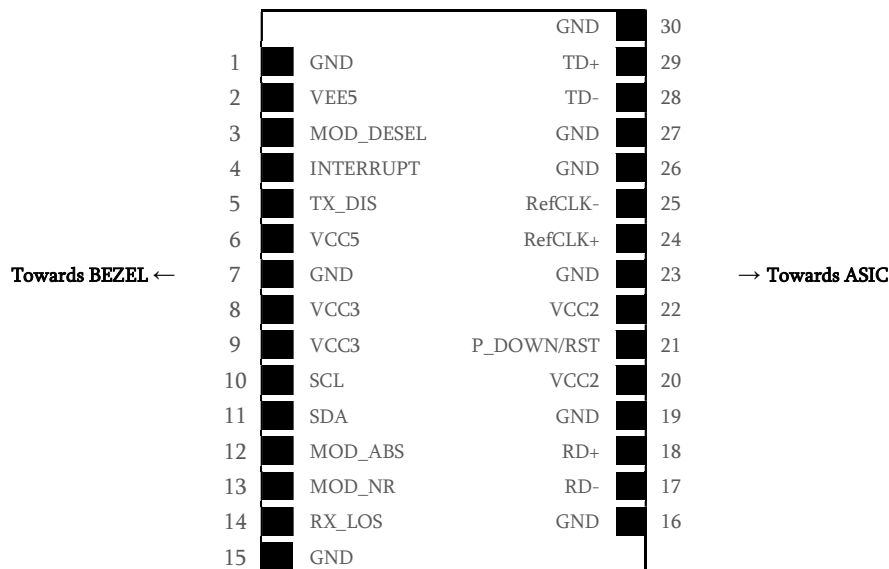 GND 30
1 GND TD+ 29
2 VEE5 TD- 28
3 MOD_DESEL GND 27
4 INTERRUPT GND 26
5 TX_DIS RefCLK- 25
6 VCC5 RefCLK+ 24
Towards BEZEL ← 7 GND GND 23 → Towards ASIC
8 VCC3 VCC2 22
9 VCC3 P_DOWN/RST 21
10 SCL VCC2 20
11 SDA GND 19
12 MOD_ABS RD+ 18
13 MOD_NR RD- 17
14 RX_LOS GND 16
15 GND